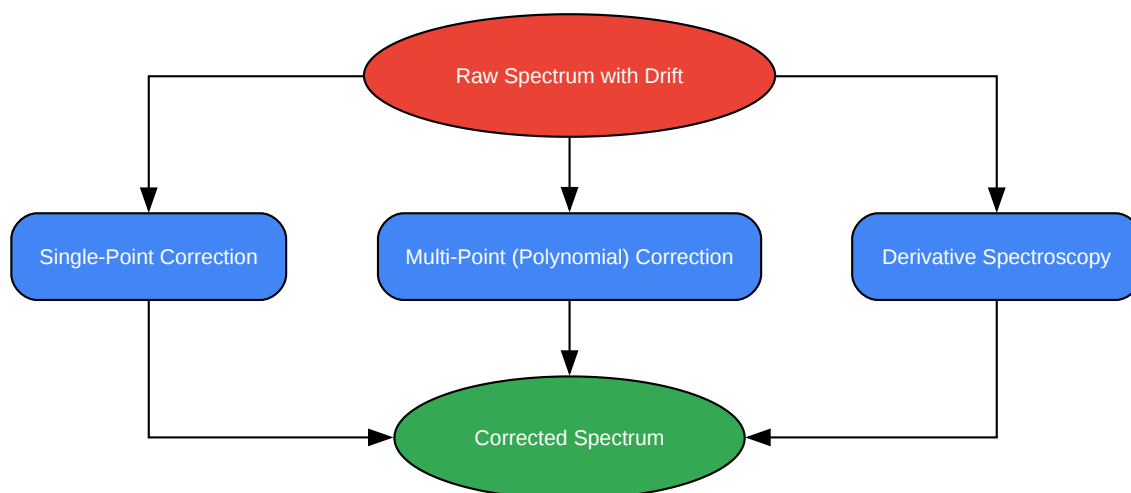 Raw Spectrum with Drift
Single-Point Correction
Multi-Point (Polynomial) Correction
Derivative Spectroscopy
Corrected Spectrum